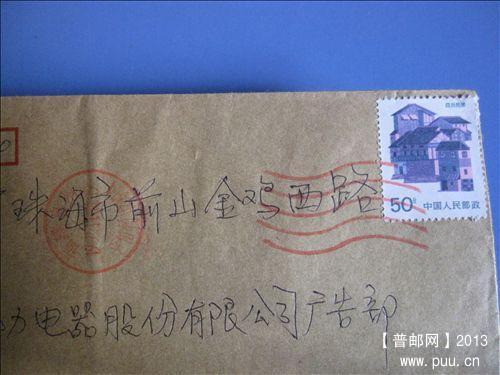 四川民居
50分
中国人民邮政
珠海市前山金鸡西路
力电器股份有限公司广告部
【普邮网】2013
www.puu.cn